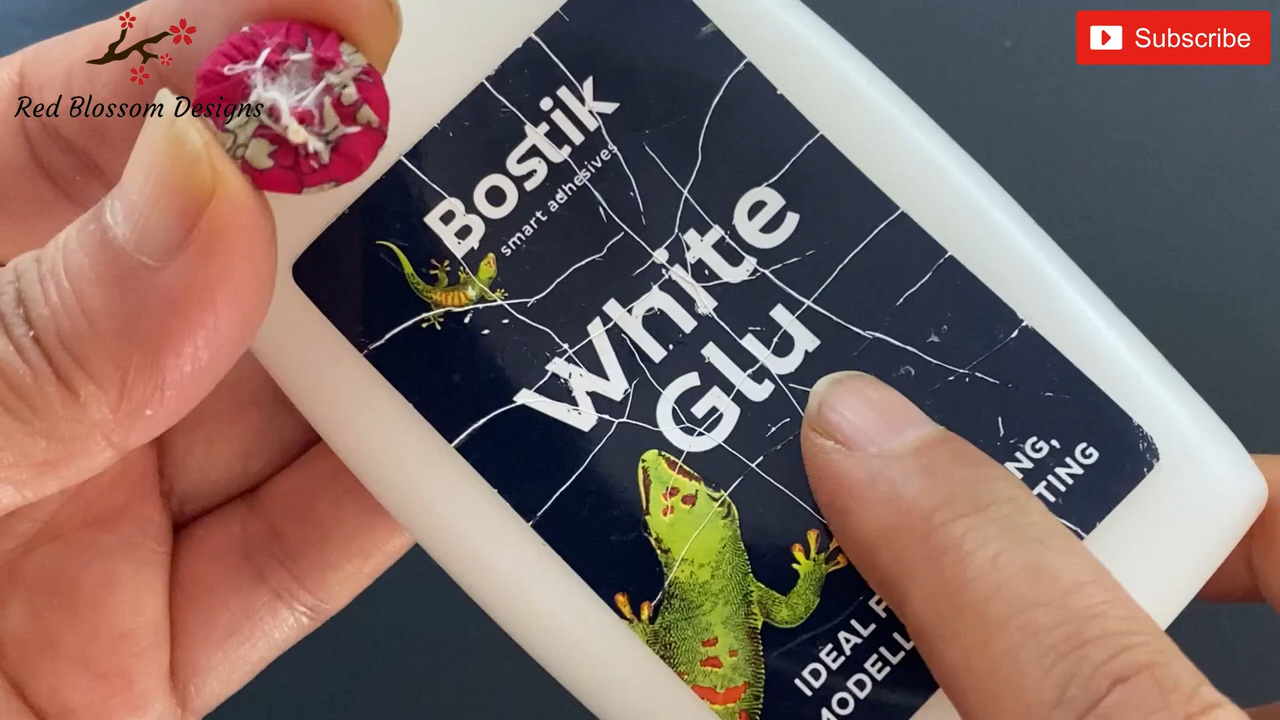 Red Blossom Designs
Subscribe
Bostik
smart adhesives
White
Glu
NG,
TING
IDEAL F
MODELL